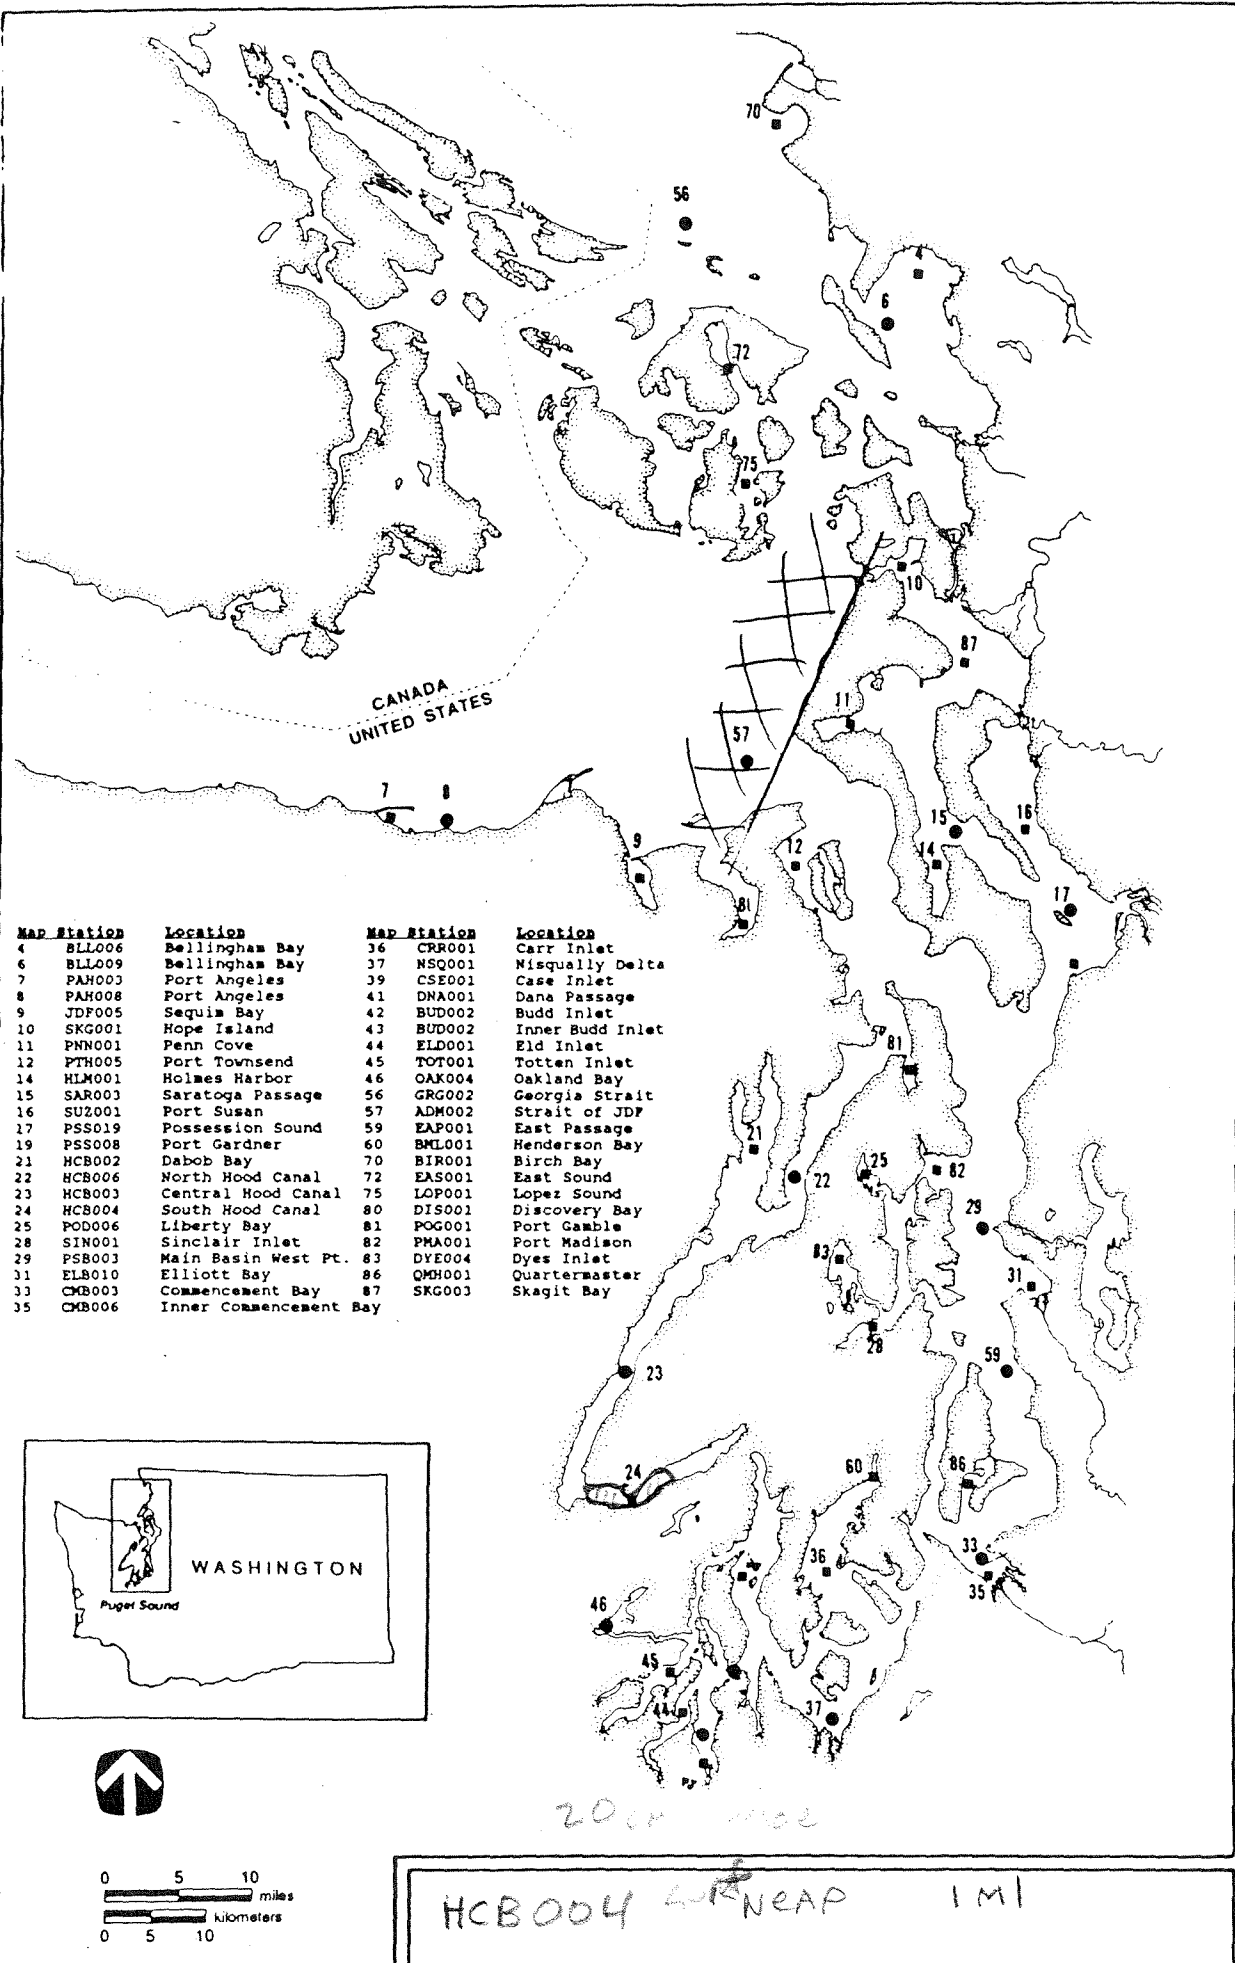 70
56
4
6
72
75
10
87
CANADA
UNITED STATES
11
57
7
8
9
12
15
16
14
17
81
Map Station Location Map Station Location
4 BLL006 Bellingham Bay 36 CRR001 Carr Inlet
6 BLL009 Bellingham Bay 37 NSQ001 Nisqually Delta
7 PAH003 Port Angeles 39 CSE001 Case Inlet
8 PAH008 Port Angeles 41 DNA001 Dana Passage
9 JDF005 Sequim Bay 42 BUD002 Budd Inlet
10 SKG001 Hope Island 43 BUD002 Inner Budd Inlet
11 PNN001 Penn Cove 44 ELD001 Eld Inlet
12 PTH005 Port Townsend 45 TOT001 Totten Inlet
14 HLM001 Holmes Harbor 46 OAK004 Oakland Bay
15 SAR003 Saratoga Passage 56 GRG002 Georgia Strait
16 SUZ001 Port Susan 57 ADM002 Strait of JDF
17 PSS019 Possession Sound 59 EAP001 East Passage
19 PSS008 Port Gardner 60 BML001 Henderson Bay
21 HCB002 Dabob Bay 70 BIR001 Birch Bay
22 HCB006 North Hood Canal 72 EAS001 East Sound
23 HCB003 Central Hood Canal 75 LOP001 Lopez Sound
24 HCB004 South Hood Canal 80 DIS001 Discovery Bay
25 POD006 Liberty Bay 81 POG001 Port Gamble
28 SIN001 Sinclair Inlet 82 PMA001 Port Madison
29 PSB003 Main Basin West Pt. 83 DYE004 Dyes Inlet
31 ELB010 Elliott Bay 86 QMH001 Quartermaster
33 CMB003 Commencement Bay 87 SKG003 Skagit Bay
35 CMB006 Inner Commencement Bay
81
21
22
25
82
29
83
31
28
23
59
24
60
86
33
36
35
46
45
44
37
WASHINGTON
Puget Sound
20
0 5 10
miles
kilometers
0 5 10
HCB004 NEAP 1 MI